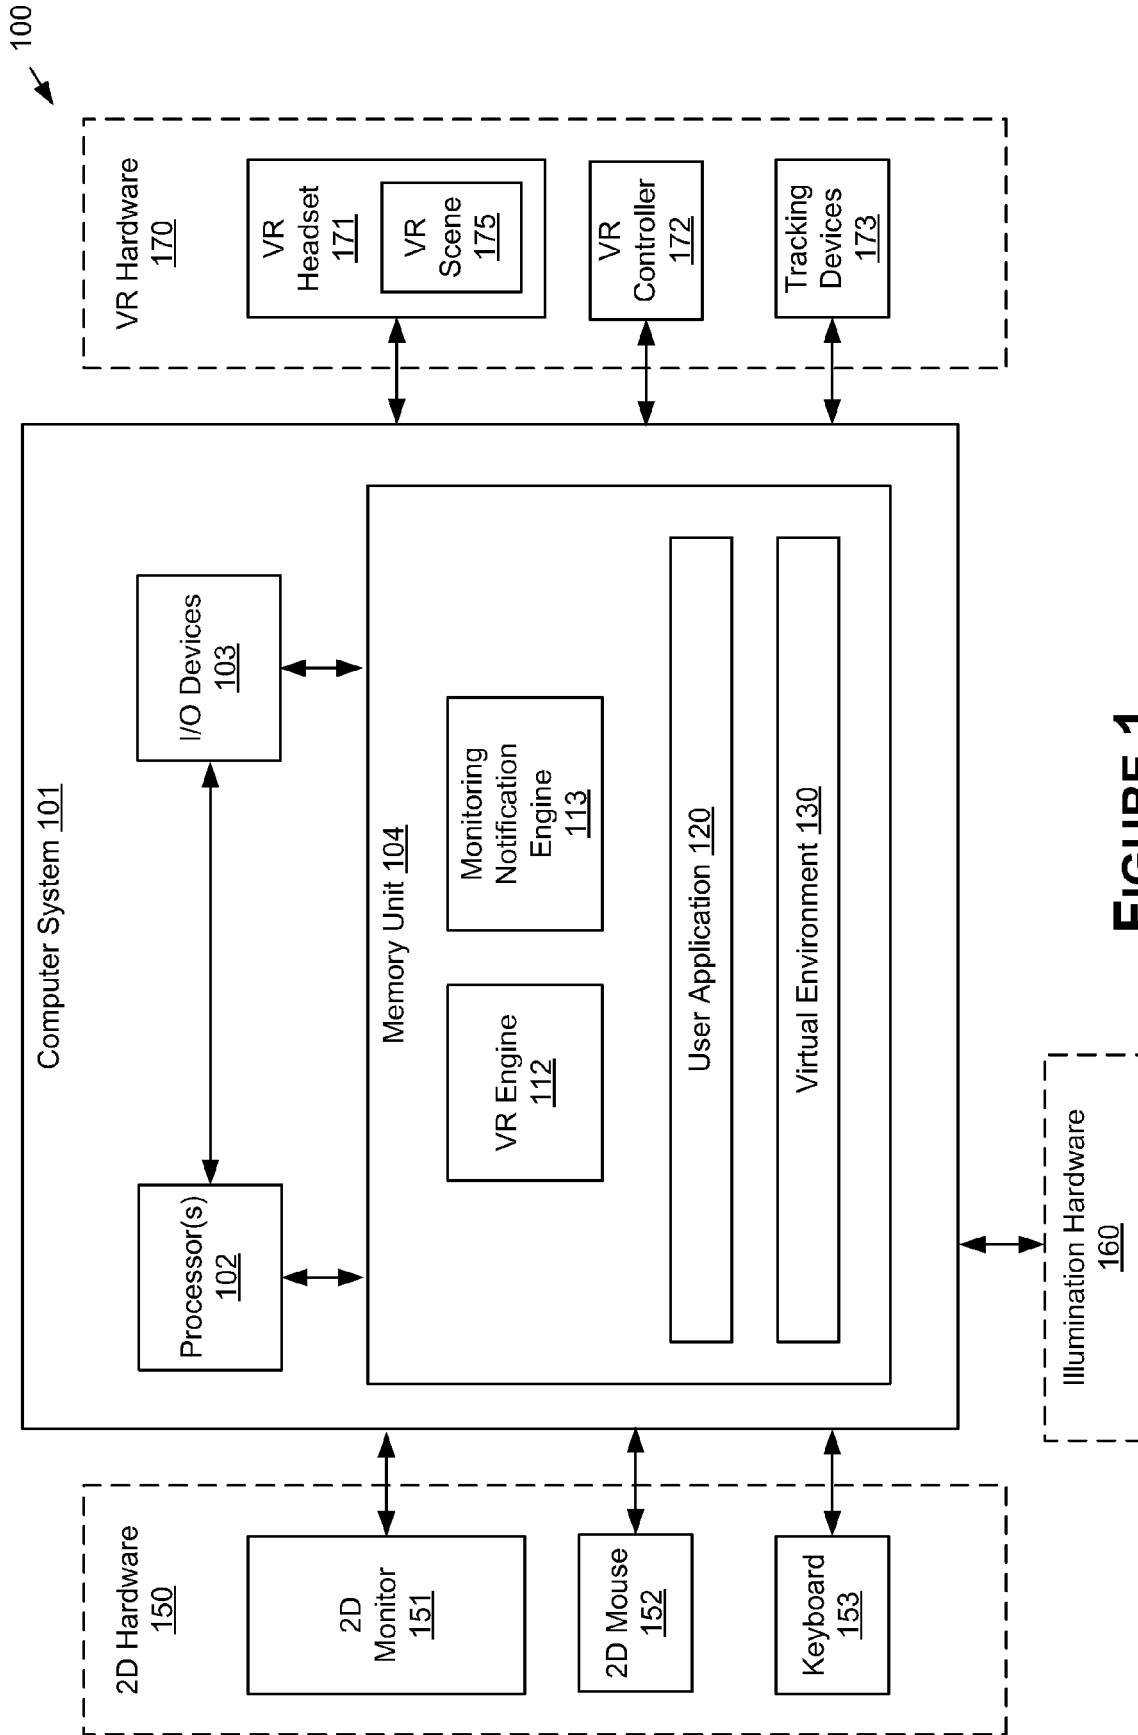 100
Computer System 101
2D Hardware
150
2D
Monitor
151
2D Mouse
152
Keyboard
153
Processor(s)
102
I/O Devices
103
Memory Unit 104
VR Engine
112
Monitoring
Notification
Engine
113
User Application 120
Virtual Environment 130
VR Hardware
170
VR
Headset
171
VR
Scene
175
VR
Controller
172
Tracking
Devices
173
Illumination Hardware
160
FIGURE 1